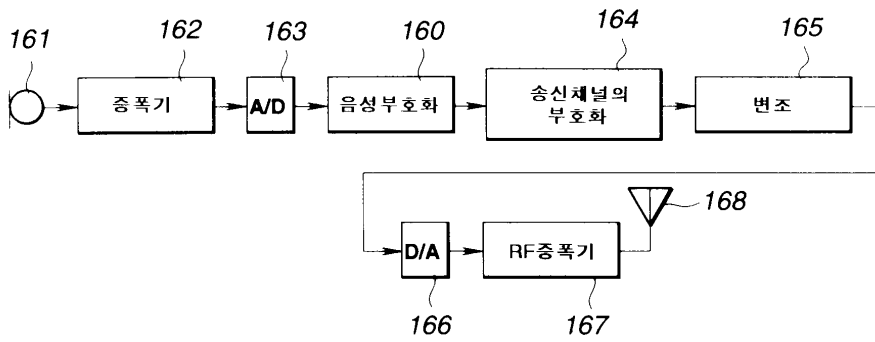 161
162
163
160
164
165
증폭기
A/D
음성부호화
송신채널의
부호화
변조
168
D/A
RF증폭기
166
167